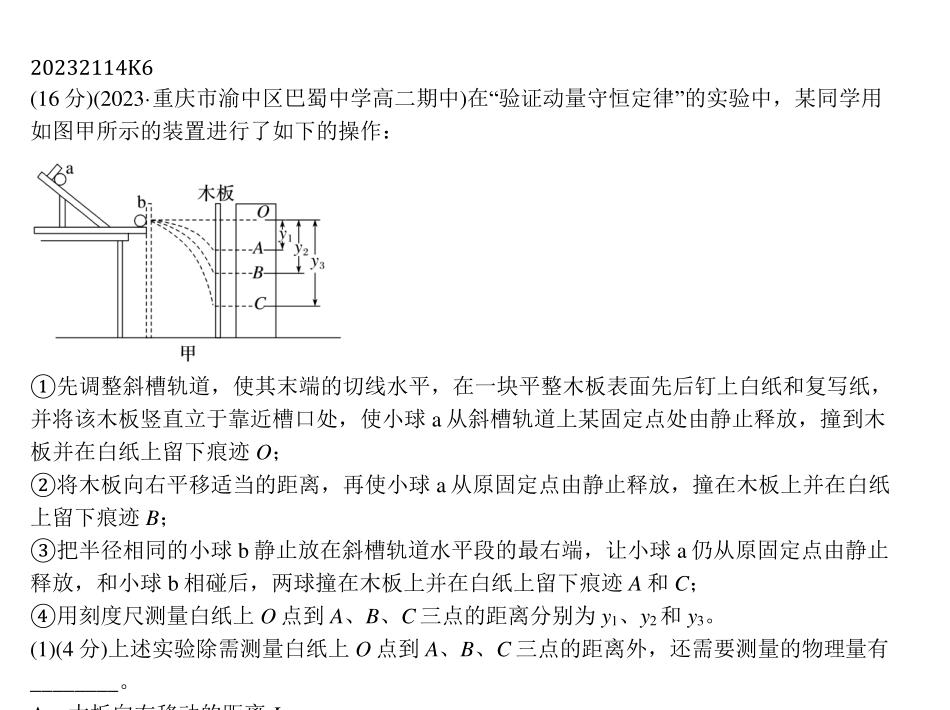 20232114K6
(16 分)(2023·重庆市渝中区巴蜀中学高二期中)在“验证动量守恒定律”的实验中，某同学用
如图甲所示的装置进行了如下的操作：
a
b
木板
O
A
B
C
y₁
y₂
y₃
甲
①先调整斜槽轨道，使其末端的切线水平，在一块平整木板表面先后钉上白纸和复写纸，
并将该木板竖直立于靠近槽口处，使小球 a 从斜槽轨道上某固定点处由静止释放，撞到木
板并在白纸上留下痕迹 O；
②将木板向右平移适当的距离，再使小球 a 从原固定点由静止释放，撞在木板上并在白纸
上留下痕迹 B；
③把半径相同的小球 b 静止放在斜槽轨道水平段的最右端，让小球 a 仍从原固定点由静止
释放，和小球 b 相碰后，两球撞在木板上并在白纸上留下痕迹 A 和 C；
④用刻度尺测量白纸上 O 点到 A、B、C 三点的距离分别为 y₁、y₂和 y₃。
(1)(4 分)上述实验除需测量白纸上 O 点到 A、B、C 三点的距离外，还需要测量的物理量有
________。